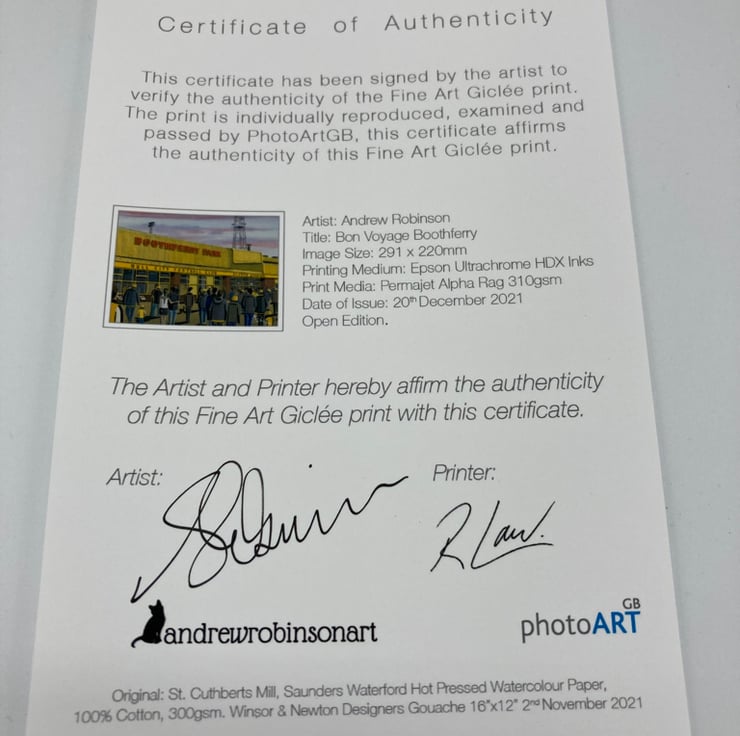 Certificate of Authenticity
This certificate has been signed by the artist to
verify the authenticity of the Fine Art Giclée print.
The print is individually reproduced, examined and
passed by PhotoArtGB, this certificate affirms
the authenticity of this Fine Art Giclée print.
BOOTHFERRY PARK
HULL CITY FOOTBALL CLUB
Artist: Andrew Robinson
Title: Bon Voyage Boothferry
Image Size: 291 x 220mm
Printing Medium: Epson Ultrachrome HDX Inks
Print Media: Permajet Alpha Rag 310gsm
Date of Issue: 20th December 2021
Open Edition.
The Artist and Printer hereby affirm the authenticity
of this Fine Art Giclée print with this certificate.
Artist:
Printer:
R Law.
andrewrobinsonart
photoART GB
Original: St. Cuthberts Mill, Saunders Waterford Hot Pressed Watercolour Paper,
100% Cotton, 300gsm. Winsor & Newton Designers Gouache 16"x12" 2nd November 2021